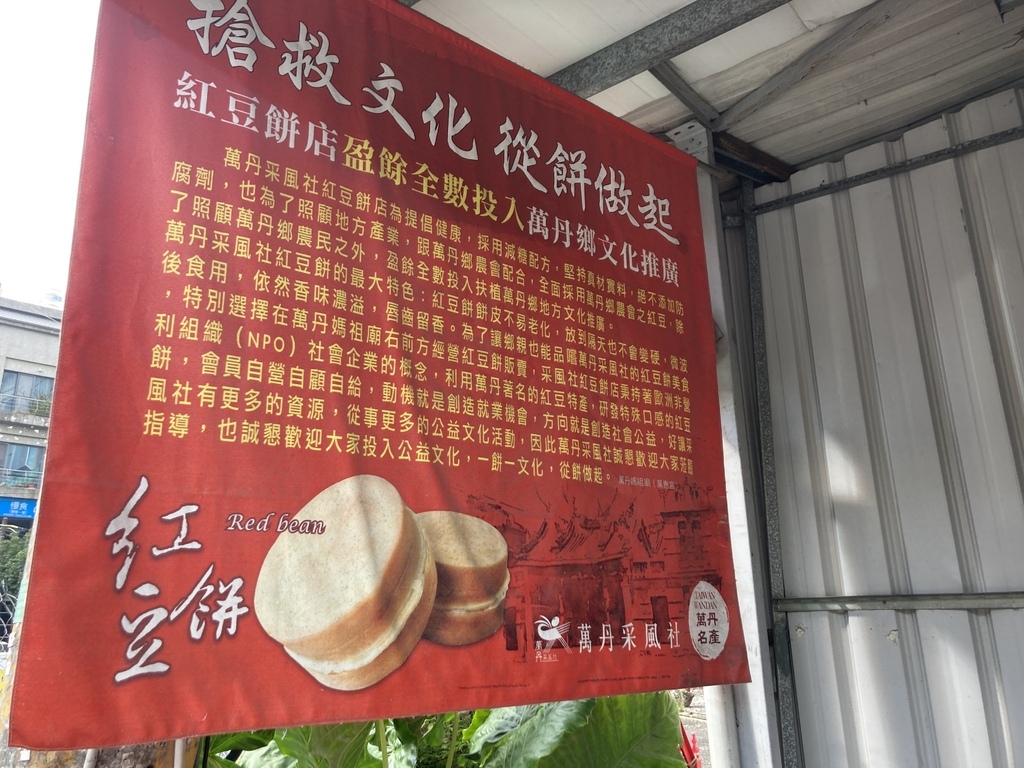 搶救文化 從餅做起
紅豆餅店盈餘全數投入萬丹鄉文化推廣
萬丹采風社紅豆餅店為提倡健康，採用減糖配方，堅持真材實料，絕不添加防
腐劑，也為了照顧地方產業，跟萬丹鄉農會配合，全面採用萬丹鄉農會之紅豆，除
了照顧萬丹鄉農民之外，盈餘全數投入扶植萬丹鄉地方文化推廣。
萬丹采風社紅豆餅的最大特色：紅豆餅餅皮不易老化，放到隔天也不會變硬，微波
後食用，依然香味濃溢，唇齒留香。為了讓鄉親也能品嚐萬丹采風社的紅豆餅美食
，特別選擇在萬丹媽祖廟右前方經營紅豆餅販賣，采風社紅豆餅店秉持著歐洲非營
利組織（NPO）社會企業的概念，利用萬丹著名的紅豆特產，研發特殊口感的紅豆
餅，會員自營自顧自給，動機就是創造就業機會，方向就是創造社會公益，好讓采
風社有更多的資源，從事更多的公益文化活動，因此萬丹采風社誠懇歡迎大家蒞臨
指導，也誠懇歡迎大家投入公益文化，一餅一文化，從餅做起。
紅豆餅
Red bean
萬丹采風社
TAIWAN
WANDAN
萬丹
名產